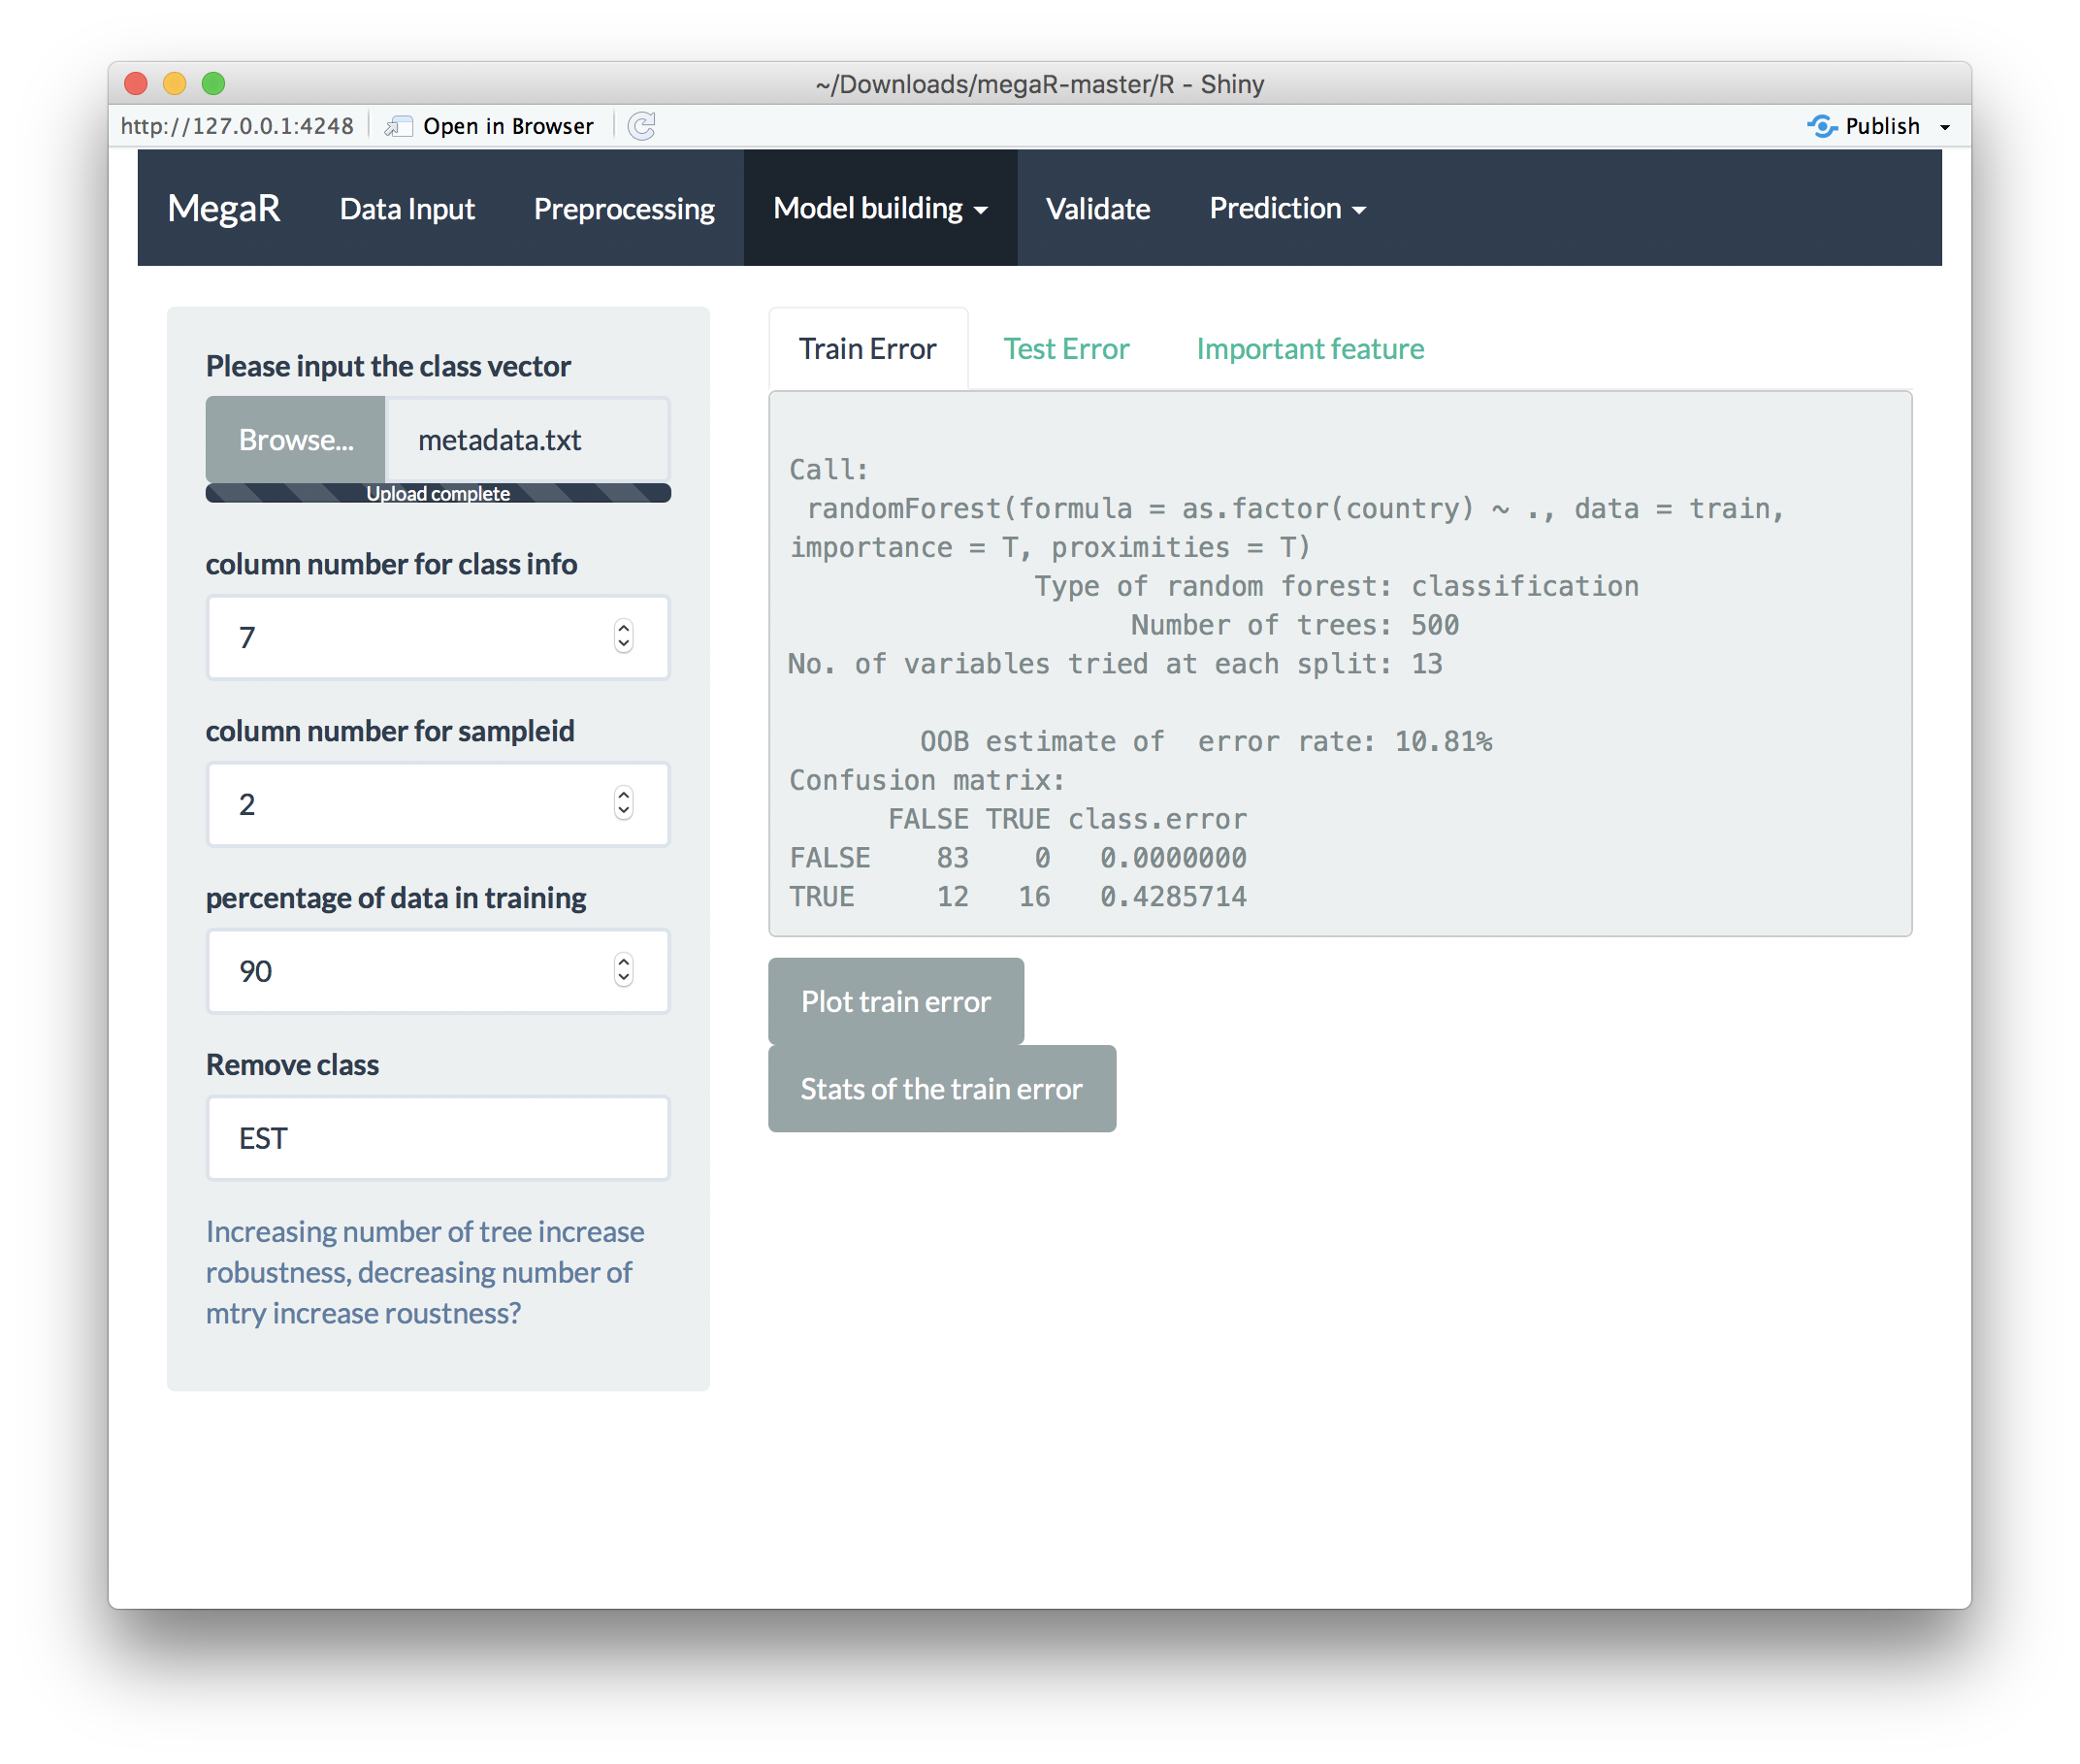 ~/Downloads/megaR-master/R - Shiny
http://127.0.0.1:4248 Open in Browser Publish
MegaR Data Input Preprocessing Model building Validate Prediction
Please input the class vector
Browse... metadata.txt
Upload complete
column number for class info
7
column number for sampleid
2
percentage of data in training
90
Remove class
EST
Increasing number of tree increase
robustness, decreasing number of
mtry increase roustness?
Train Error Test Error Important feature
Call:
randomForest(formula = as.factor(country) ~ ., data = train,
importance = T, proximities = T)
Type of random forest: classification
Number of trees: 500
No. of variables tried at each split: 13
OOB estimate of  error rate: 10.81%
Confusion matrix:
FALSE TRUE class.error
FALSE 83 0 0.0000000
TRUE 12 16 0.4285714
Plot train error
Stats of the train error